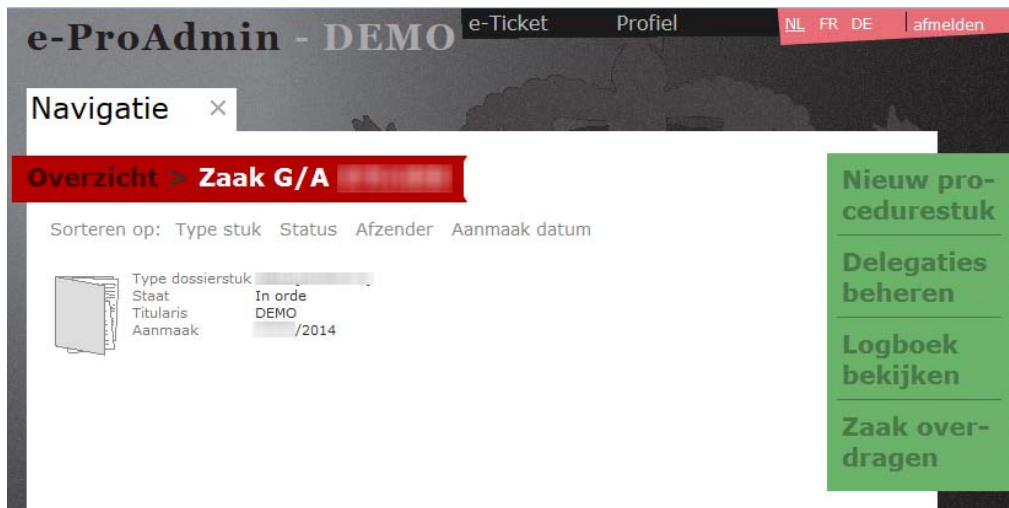 e-ProAdmin - DEMO
e-Ticket Profiel NL FR DE afmelden
Navigatie ×
Overzicht > Zaak G/A
Sorteren op: Type stuk Status Afzender Aanmaak datum
Type dossierstuk
Staat In orde
Titularis DEMO
Aanmaak /2014
Nieuw pro-
cedurestuk
Delegaties
beheren
Logboek
bekijken
Zaak over-
dragen